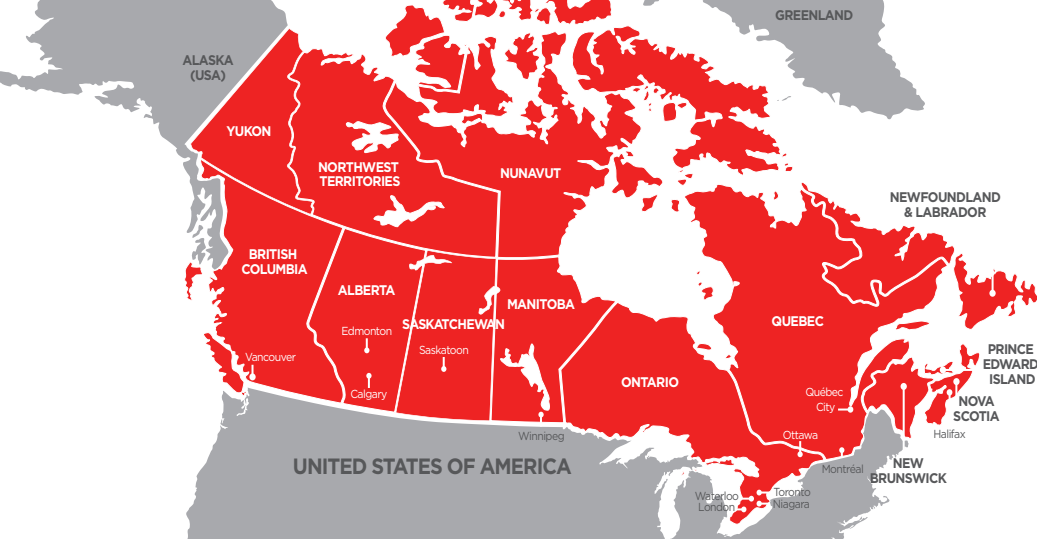 GREENLAND
ALASKA
(USA)
YUKON
NORTHWEST
TERRITORIES
NUNAVUT
NEWFOUNDLAND
& LABRADOR
BRITISH
COLUMBIA
ALBERTA
MANITOBA
SASKATCHEWAN
QUEBEC
Edmonton
Saskatoon
Vancouver
Calgary
ONTARIO
PRINCE
EDWARD
ISLAND
Québec
City
NOVA
SCOTIA
Winnipeg
Ottawa
Halifax
UNITED STATES OF AMERICA
Montréal
NEW
BRUNSWICK
Waterloo
London
Toronto
Niagara